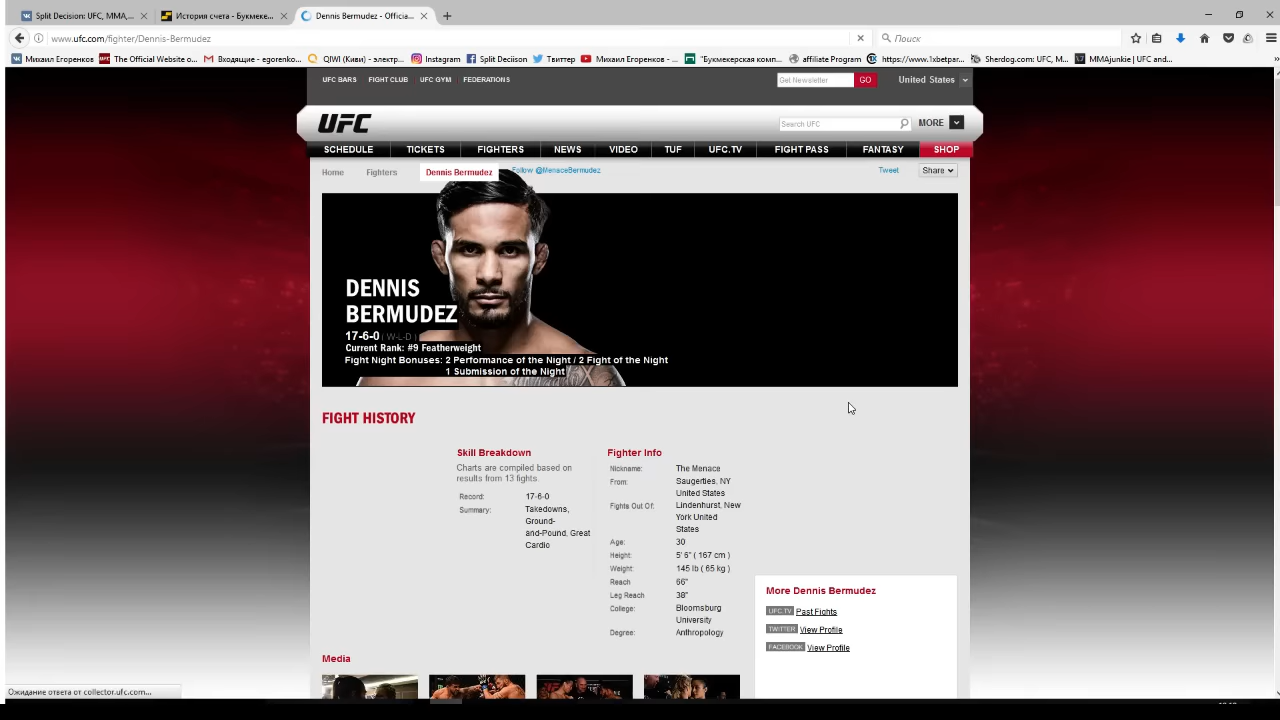 Split Decision: UFC, MMA,...
История счета - Букмеке...
Dennis Bermudez - Officia...
www.ufc.com/fighter/Dennis-Bermudez
Поиск
Михаил Егоренков
The Official Website o...
Входящие - egorenko...
QIWI (Киви) - электр...
Instagram
Split Deciison
Твиттер
Михаил Егоренков - ...
"Букмекерская комп...
affiliate Program
https://www.1xbetpar...
Sherdog.com: UFC, M...
MMAjunkie | UFC and...
UFC BARS FIGHT CLUB UFC GYM FEDERATIONS
Get Newsletter GO United States
UFC
Search UFC MORE
SCHEDULE TICKETS FIGHTERS NEWS VIDEO TUF UFC.TV FIGHT PASS FANTASY SHOP
Home Fighters Dennis Bermudez Follow @MenaceBermudez Tweet Share
DENNIS
BERMUDEZ
17-6-0 ( W-L-D )
Current Rank: #9 Featherweight
Fight Night Bonuses: 2 Performance of the Night / 2 Fight of the Night
1 Submission of the Night
FIGHT HISTORY
Skill Breakdown
Charts are compiled based on
results from 13 fights.
Record: 17-6-0
Summary: Takedowns,
Ground-
and-Pound, Great
Cardio
Fighter Info
Nickname: The Menace
From: Saugerties, NY
United States
Fights Out Of: Lindenhurst, New
York United
States
Age: 30
Height: 5' 6" ( 167 cm )
Weight: 145 lb ( 65 kg )
Reach 66"
Leg Reach 38"
College: Bloomsburg
University
Degree: Anthropology
More Dennis Bermudez
UFC.TV Past Fights
TWITTER View Profile
FACEBOOK View Profile
Media
Ожидание ответа от collector.ufc.com...